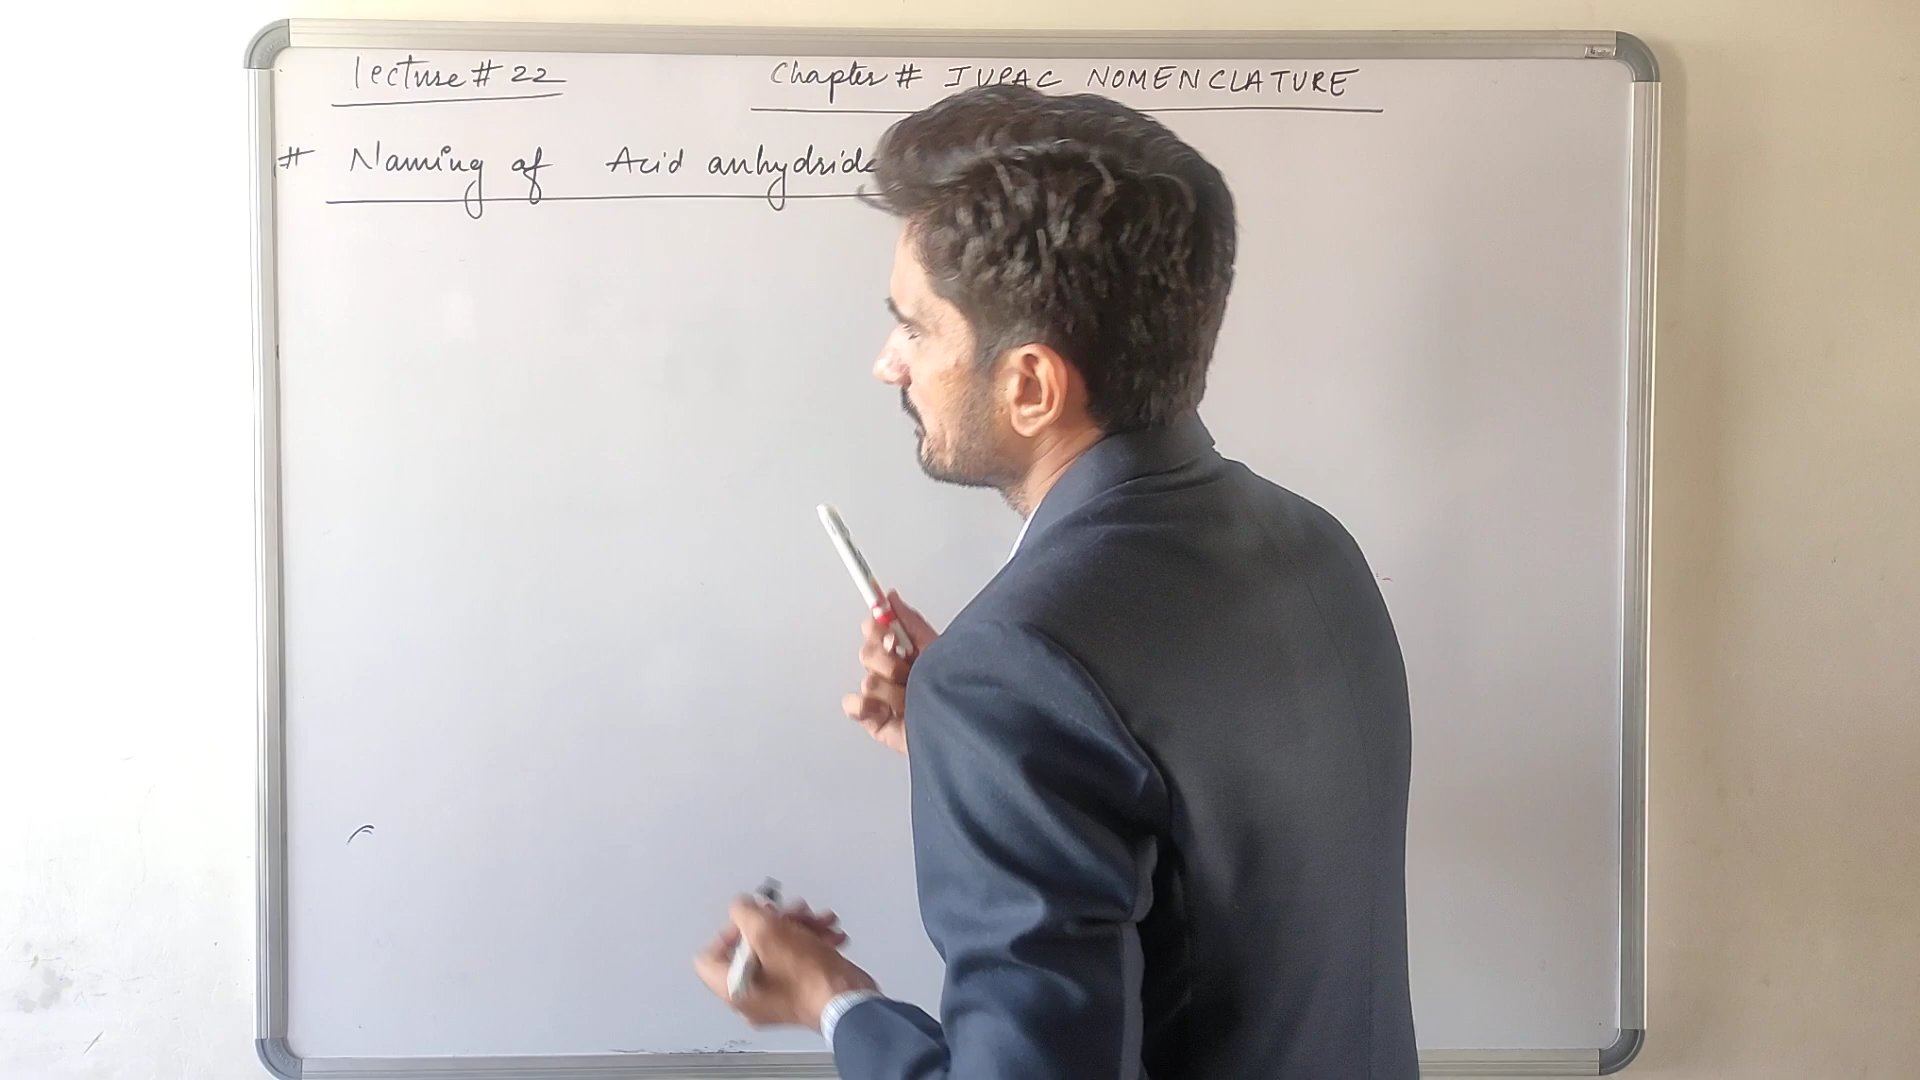 Lecture # 22
Chapter # IUPAC NOMENCLATURE
# Naming of Acid anhydride